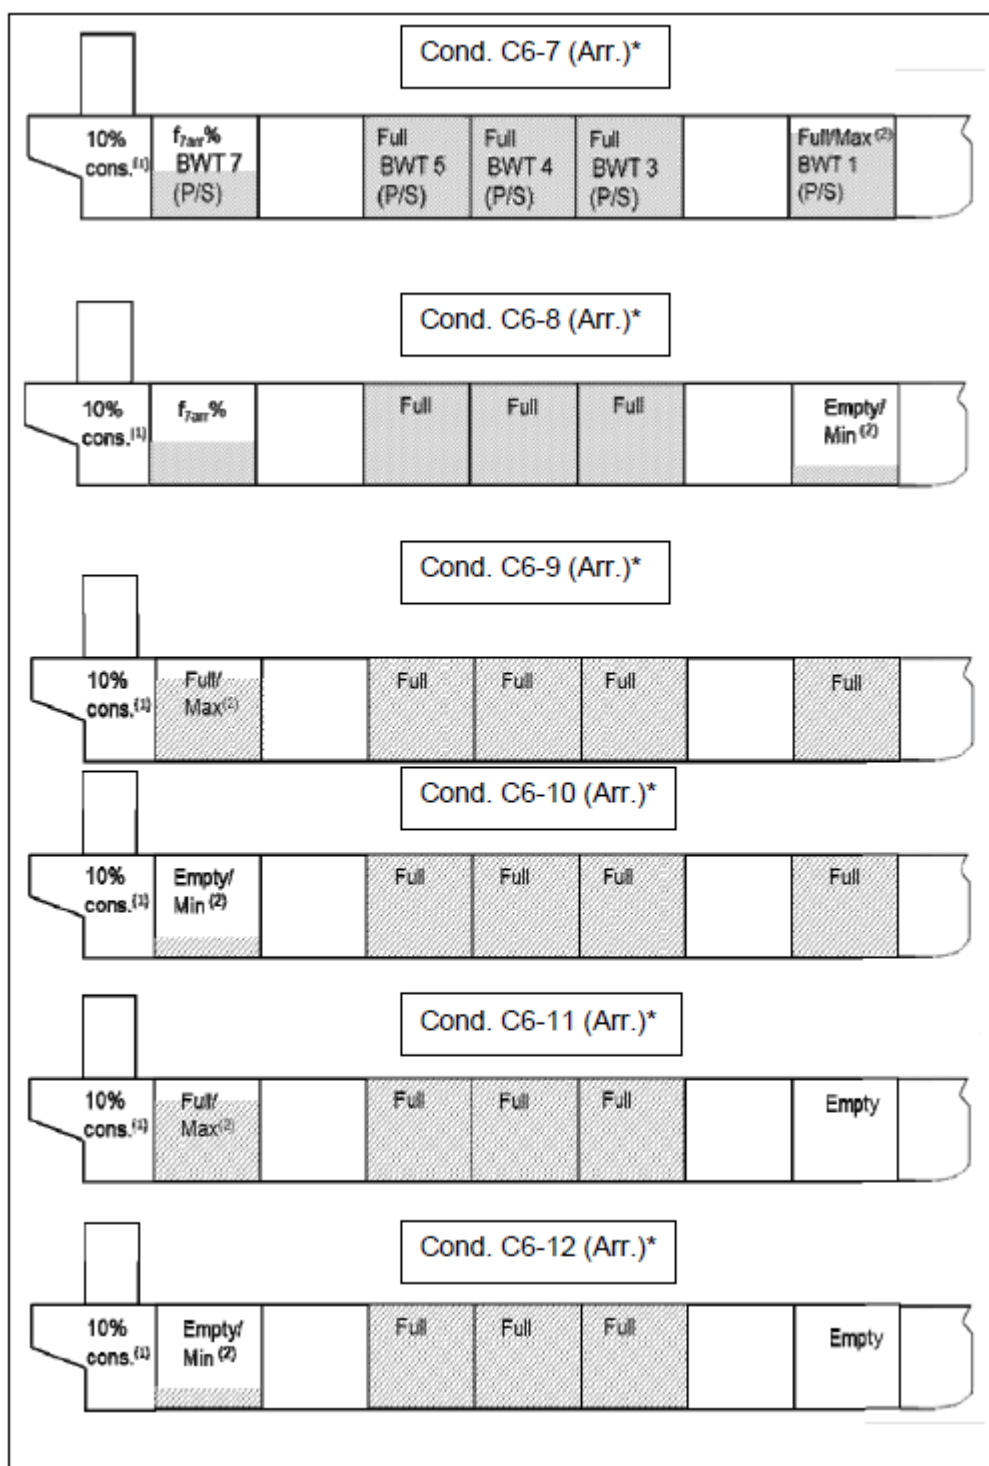 Cond. C6-7 (Arr.)*
10%
cons.(1)
f7arr%
BWT 7
(P/S)
Full
BWT 5
(P/S)
Full
BWT 4
(P/S)
Full
BWT 3
(P/S)
Full/Max(2)
BWT 1
(P/S)
Cond. C6-8 (Arr.)*
10%
cons.(1)
f7arr%
Full
Full
Full
Empty/
Min(2)
Cond. C6-9 (Arr.)*
10%
cons.(1)
Full/
Max(2)
Full
Full
Full
Full
Cond. C6-10 (Arr.)*
10%
cons.(1)
Empty/
Min(2)
Full
Full
Full
Full
Cond. C6-11 (Arr.)*
10%
cons.(1)
Full/
Max(2)
Full
Full
Full
Empty
Cond. C6-12 (Arr.)*
10%
cons.(1)
Empty/
Min(2)
Full
Full
Full
Empty